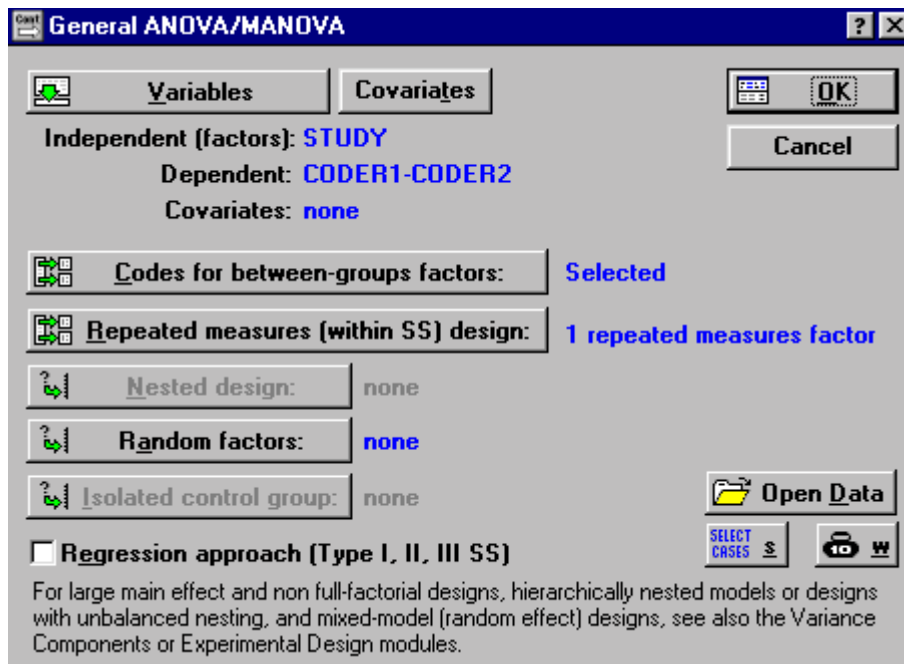 Cont General ANOVA/MANOVA ? X
Variables Covariates OK
Independent (factors): STUDY
Cancel
Dependent: CODER1-CODER2
Covariates: none
Codes for between-groups factors: Selected
Repeated measures (within SS) design: 1 repeated measures factor
Nested design: none
Random factors: none
Isolated control group: none
Open Data
SELECT
CASES S W
Regression approach (Type I, II, III SS)
For large main effect and non full-factorial designs, hierarchically nested models or designs
with unbalanced nesting, and mixed-model (random effect) designs, see also the Variance
Components or Experimental Design modules.